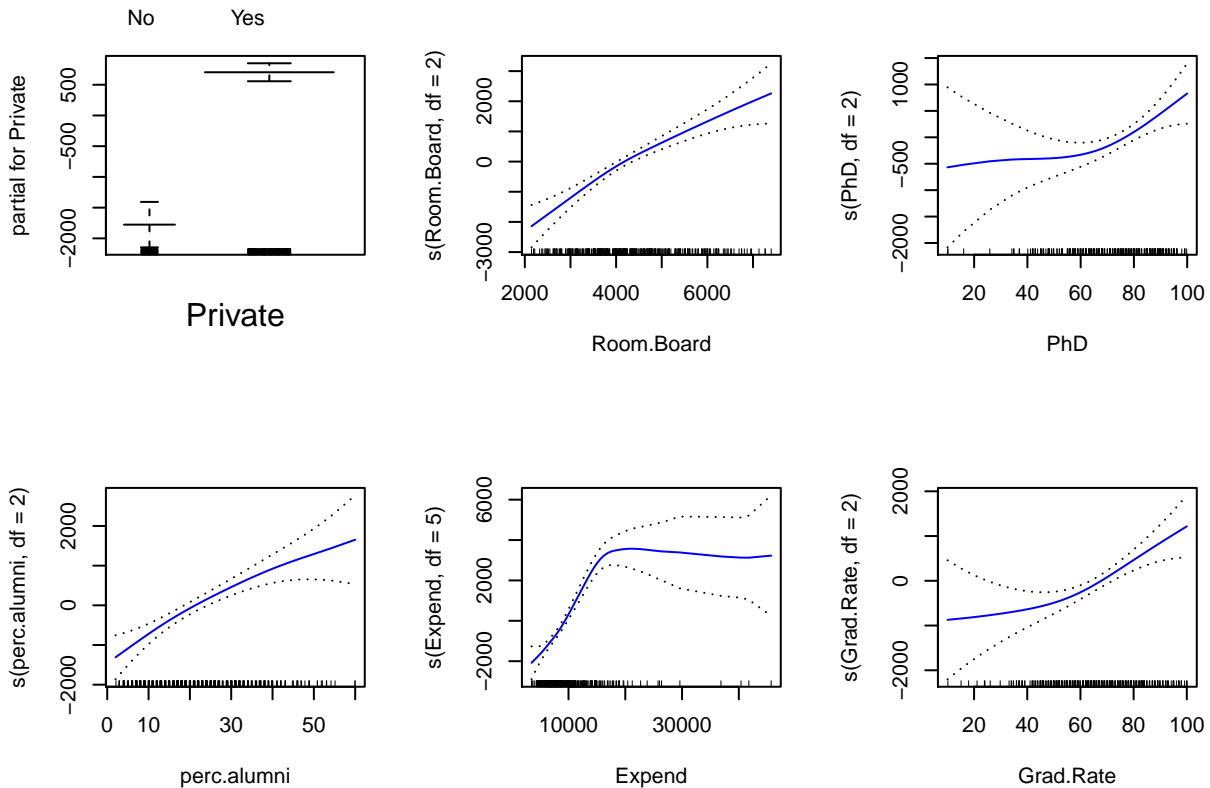 No Yes
partial for Private
500
−500
−2000
Private
s(Room.Board, df = 2)
2000
0
−3000
2000 4000 6000
Room.Board
s(PhD, df = 2)
1000
−500
−2000
20 40 60 80 100
PhD
s(perc.alumni, df = 2)
2000
0
−2000
0 10 30 50
perc.alumni
s(Expend, df = 5)
6000
2000
−2000
10000 30000
Expend
s(Grad.Rate, df = 2)
2000
0
−2000
20 40 60 80 100
Grad.Rate